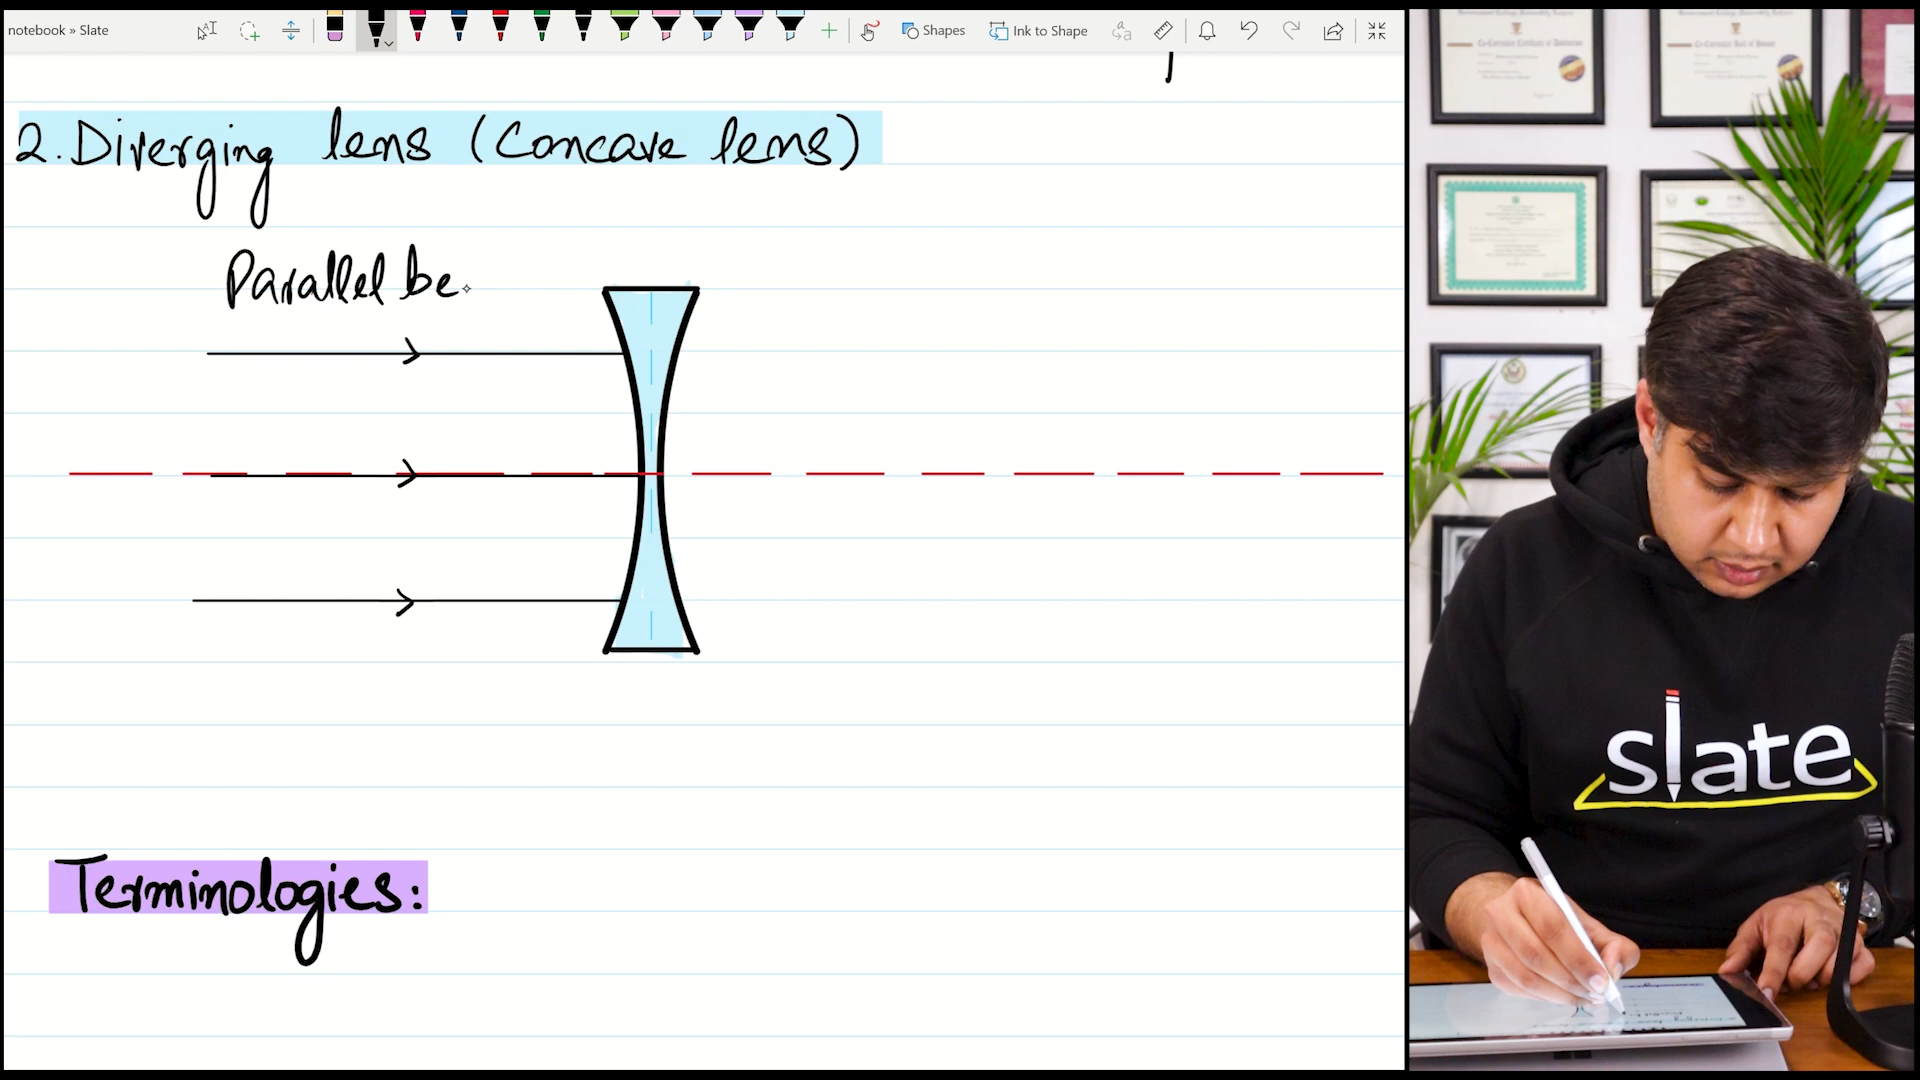 notebook » Slate
Shapes
Ink to Shape
2. Diverging lens (Concave lens)
Parallel be
Terminologies:
slate